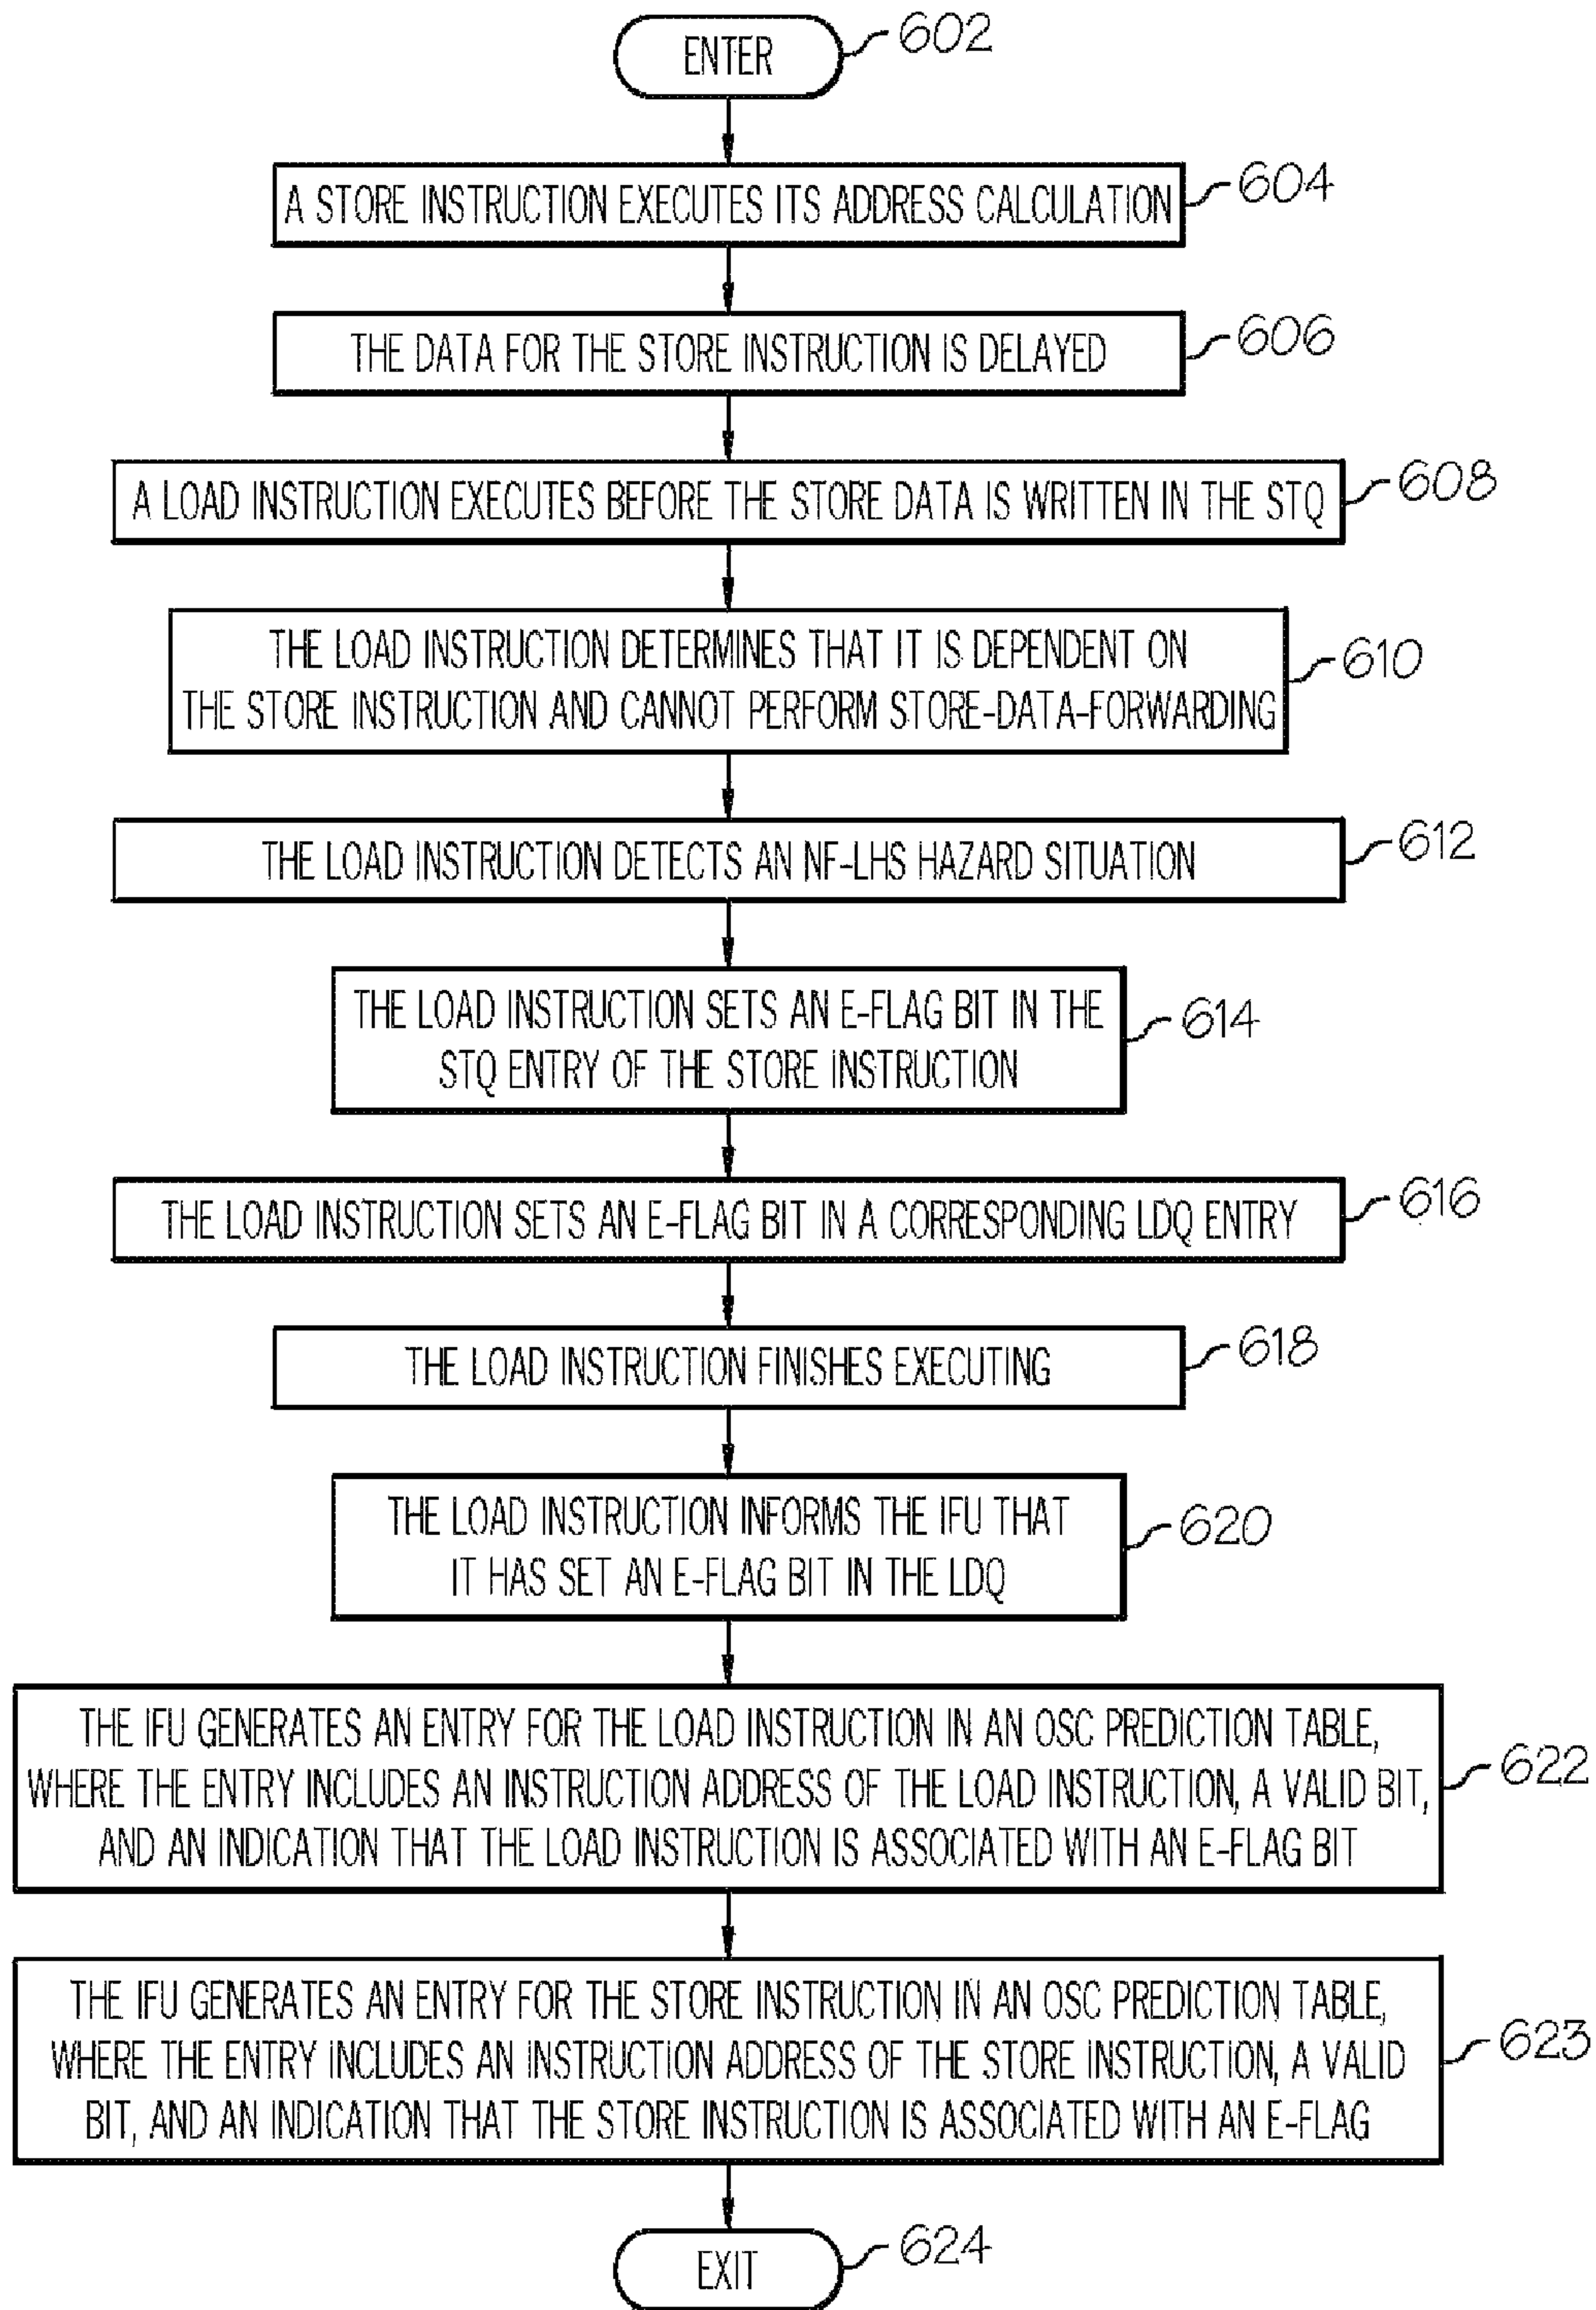 ENTER
602
A STORE INSTRUCTION EXECUTES ITS ADDRESS CALCULATION
604
THE DATA FOR THE STORE INSTRUCTION IS DELAYED
606
A LOAD INSTRUCTION EXECUTES BEFORE THE STORE DATA IS WRITTEN IN THE STQ
608
THE LOAD INSTRUCTION DETERMINES THAT IT IS DEPENDENT ON
THE STORE INSTRUCTION AND CANNOT PERFORM STORE-DATA-FORWARDING
610
THE LOAD INSTRUCTION DETECTS AN NF-LHS HAZARD SITUATION
612
THE LOAD INSTRUCTION SETS AN E-FLAG BIT IN THE
STQ ENTRY OF THE STORE INSTRUCTION
614
THE LOAD INSTRUCTION SETS AN E-FLAG BIT IN A CORRESPONDING LDQ ENTRY
616
THE LOAD INSTRUCTION FINISHES EXECUTING
618
THE LOAD INSTRUCTION INFORMS THE IFU THAT
IT HAS SET AN E-FLAG BIT IN THE LDQ
620
THE IFU GENERATES AN ENTRY FOR THE LOAD INSTRUCTION IN AN OSC PREDICTION TABLE,
WHERE THE ENTRY INCLUDES AN INSTRUCTION ADDRESS OF THE LOAD INSTRUCTION, A VALID BIT,
AND AN INDICATION THAT THE LOAD INSTRUCTION IS ASSOCIATED WITH AN E-FLAG BIT
622
THE IFU GENERATES AN ENTRY FOR THE STORE INSTRUCTION IN AN OSC PREDICTION TABLE,
WHERE THE ENTRY INCLUDES AN INSTRUCTION ADDRESS OF THE STORE INSTRUCTION, A VALID
BIT, AND AN INDICATION THAT THE STORE INSTRUCTION IS ASSOCIATED WITH AN E-FLAG
623
EXIT
624